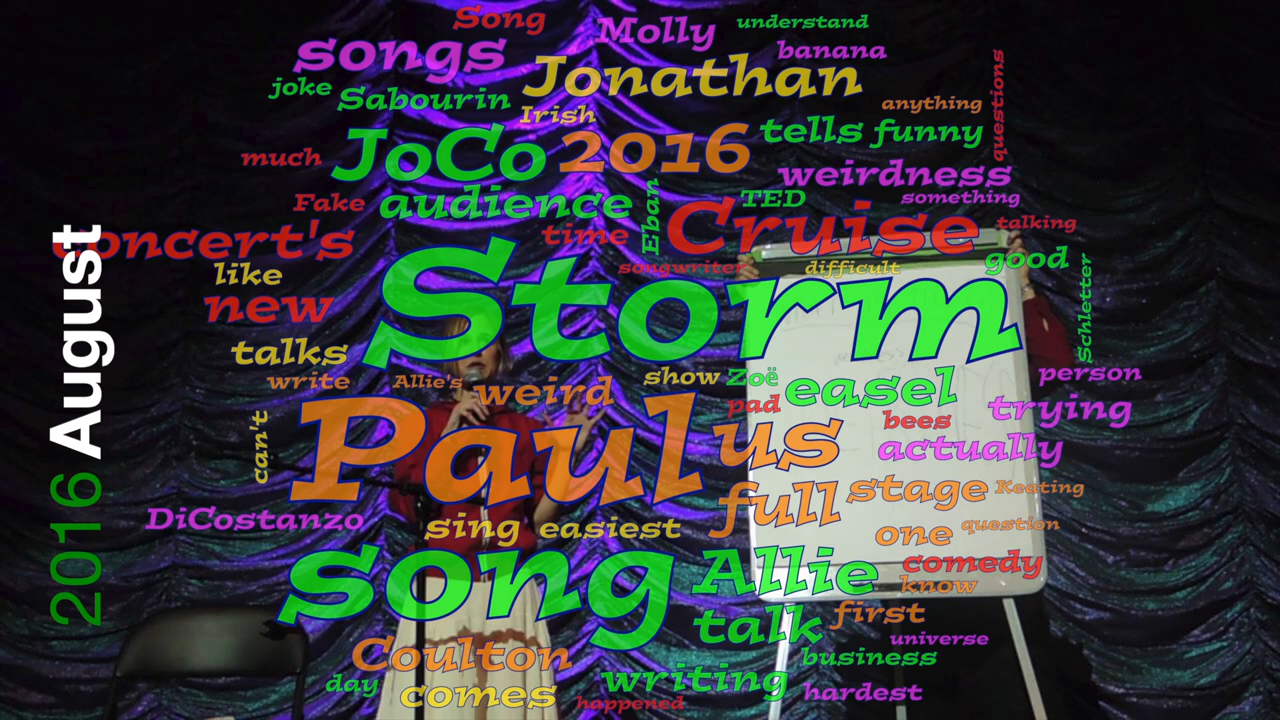 Song
Molly
understand
songs
banana
Jonathan
joke
Sabourin
anything
questions
Irish
JoCo
2016
tells
funny
much
weirdness
Fake
audience
Eban
TED
something
concert's
time
Cruise
talking
like
songwriter
difficult
good
new
Storm
Schletter
talks
write
Allie's
weird
show
Zoë
easel
person
can't
Paul
us
pad
bees
trying
actually
full
stage
Keating
DiCostanzo
sing
easiest
one
question
song
Allie
comedy
know
talk
first
universe
Coulton
business
day
comes
writing
hardest
happened
2016 August